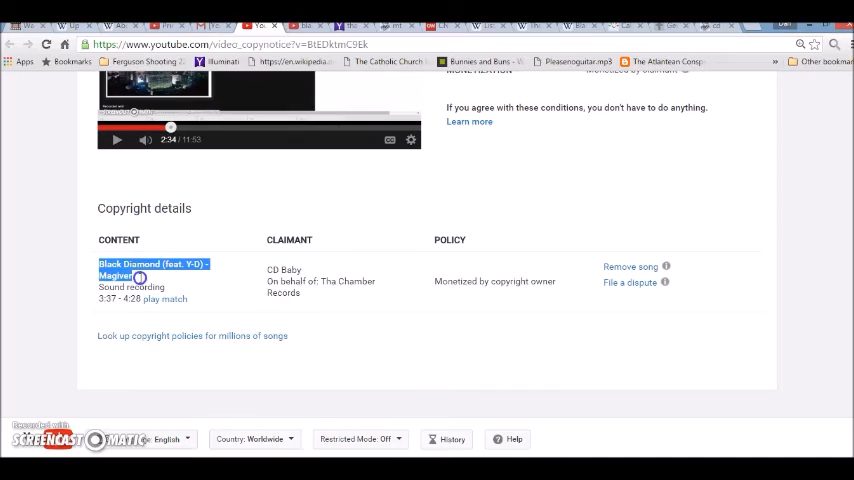 https://www.youtube.com/video_copynotice?v=BtEDktmC9Ek
Apps Bookmarks Ferguson Shooting Illuminati https://en.wikipedia. The Catholic Church Bunnies and Buns - W Pleasenoguitar.mp3 The Atlantean Consp » Other bookmar
MONETIZATION Monetized by claimant
If you agree with these conditions, you don't have to do anything.
Learn more
2:34 / 11:53
Copyright details
CONTENT CLAIMANT POLICY
Black Diamond (feat. Y-D) -
Magiver
Sound recording
3:37 - 4:28 play match
CD Baby
On behalf of: Tha Chamber
Records
Monetized by copyright owner
Remove song
File a dispute
Look up copyright policies for millions of songs
Recorded with
SCREENCAST-O-MATIC
English Country: Worldwide Restricted Mode: Off History Help